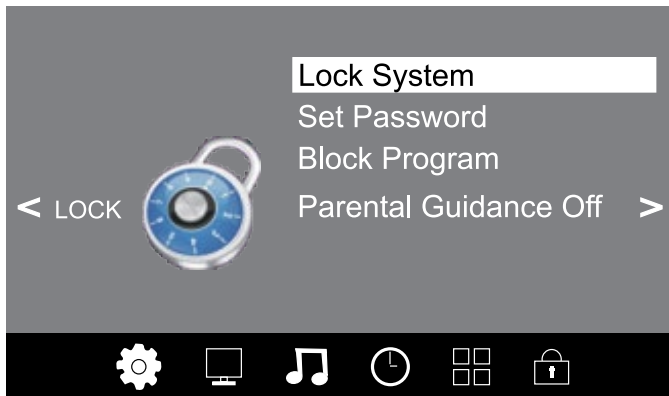 Lock System
Set Password
Block Program
< LOCK
Parental Guidance Off >